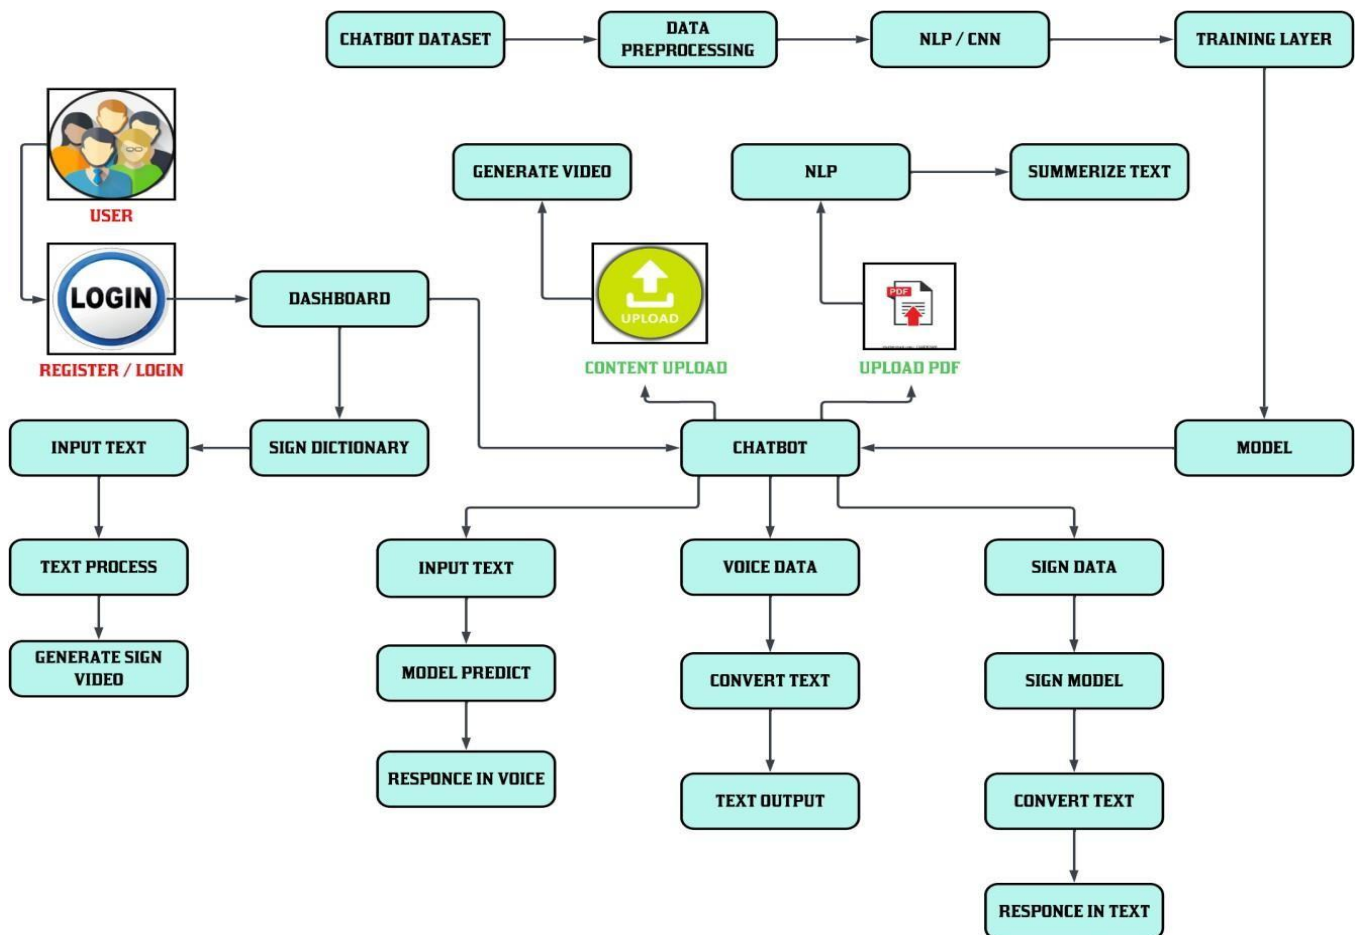 CHATBOT DATASET
DATA
PREPROCESSING
NLP / CNN
TRAINING LAYER
USER
GENERATE VIDEO
NLP
SUMMERIZE TEXT
LOGIN
REGISTER / LOGIN
DASHBOARD
UPLOAD
CONTENT UPLOAD
PDF
UPLOAD PDF
INPUT TEXT
SIGN DICTIONARY
CHATBOT
MODEL
TEXT PROCESS
GENERATE SIGN
VIDEO
INPUT TEXT
MODEL PREDICT
RESPONCE IN VOICE
VOICE DATA
CONVERT TEXT
TEXT OUTPUT
SIGN DATA
SIGN MODEL
CONVERT TEXT
RESPONCE IN TEXT